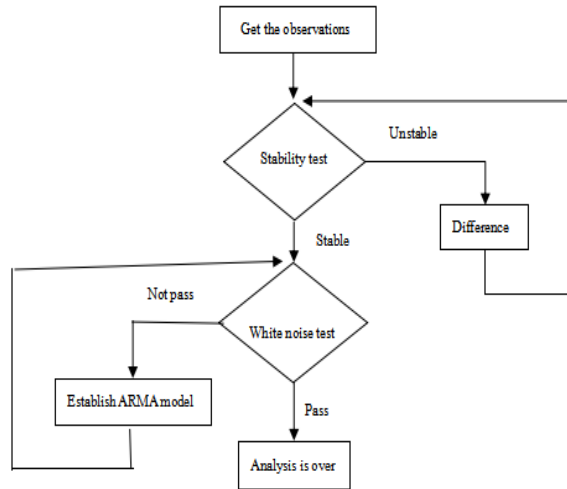 Get the observations
Unstable
Stability test
Difference
Stable
Not pass
White noise test
Establish ARMA model
Pass
Analysis is over